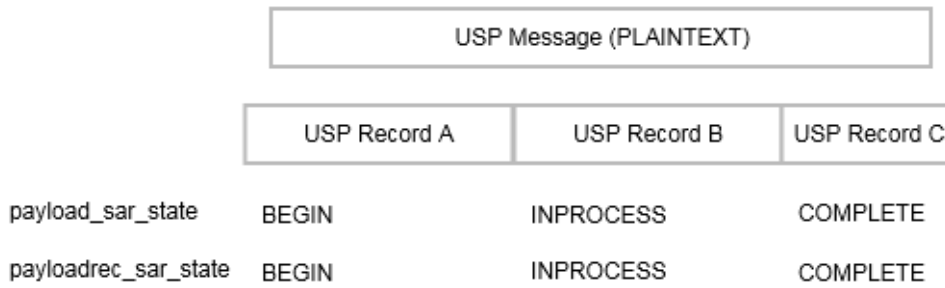 USP Message (PLAINTEXT)
USP Record A USP Record B USP Record C
payload_sar_state BEGIN INPROCESS COMPLETE
payloadrec_sar_state BEGIN INPROCESS COMPLETE